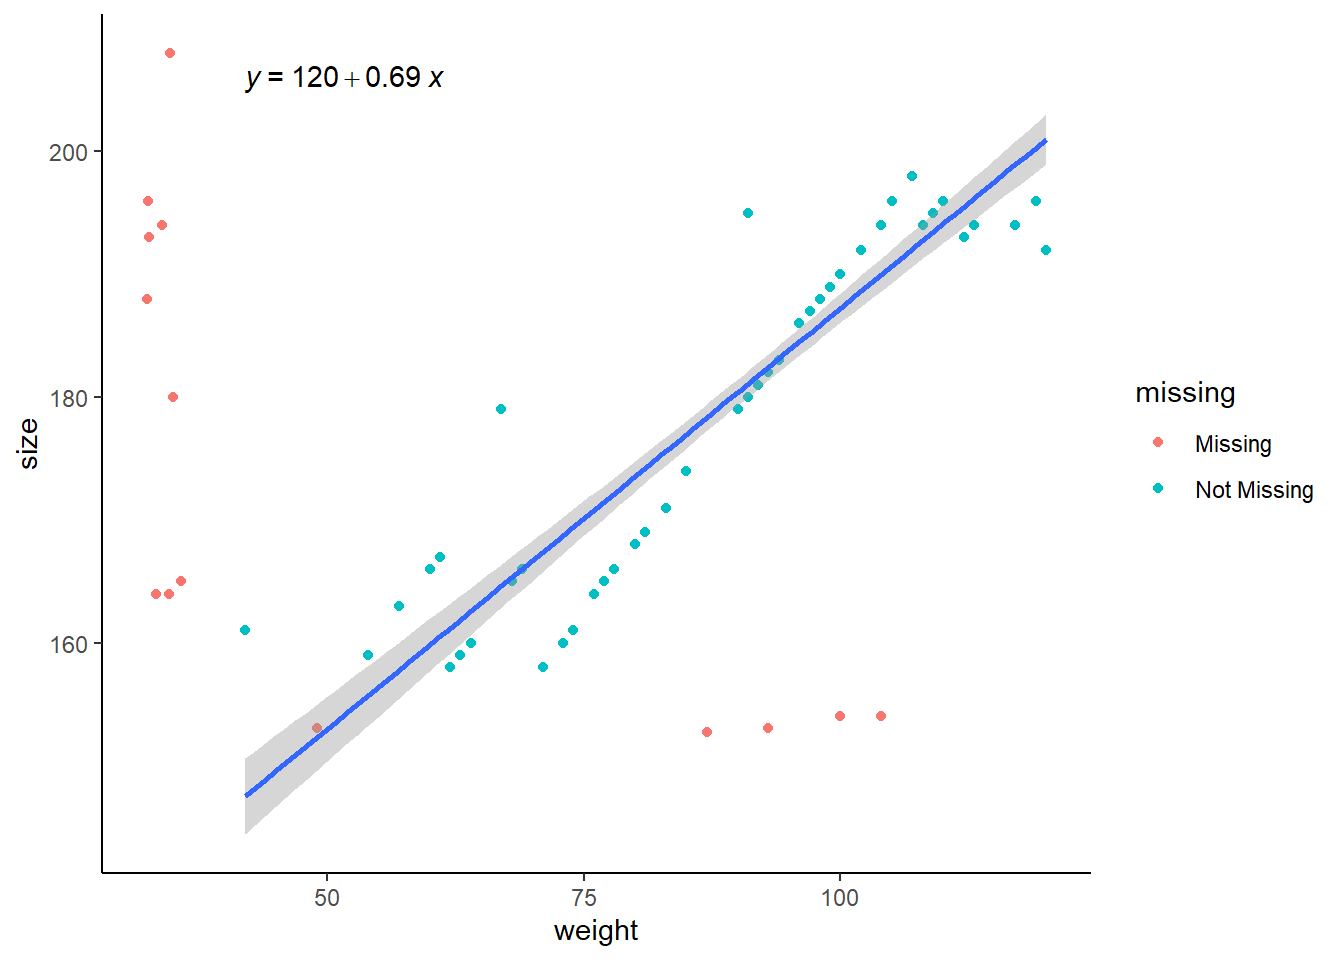 y = 120 + 0.69 x
200
180
160
size
50
75
100
weight
missing
Missing
Not Missing